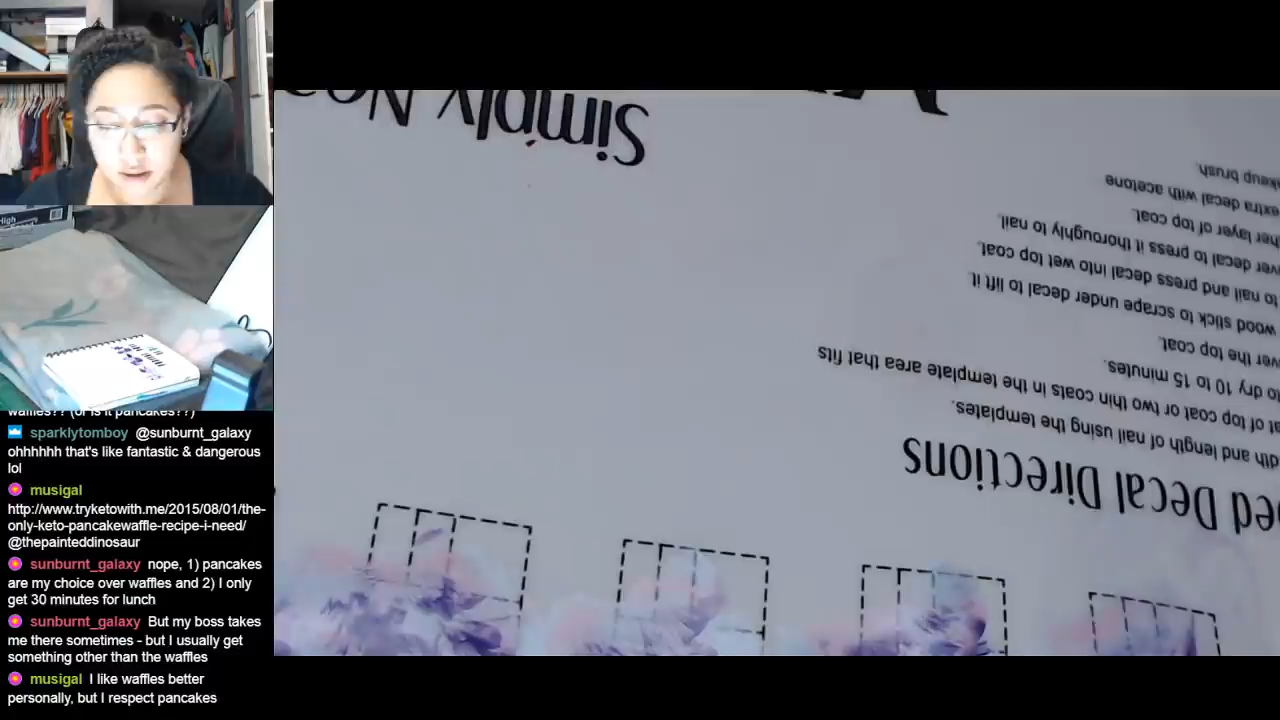 High
waffles?? (or is it pancakes??)
sparklytomboy @sunburnt_galaxy
ohhhhhh that's like fantastic & dangerous
lol
musigal
http://www.tryketowith.me/2015/08/01/the-
only-keto-pancakewaffle-recipe-i-need/
@thepainteddinosaur
sunburnt_galaxy nope, 1) pancakes
are my choice over waffles and 2) I only
get 30 minutes for lunch
sunburnt_galaxy But my boss takes
me there sometimes - but I usually get
something other than the waffles
musigal I like waffles better
personally, but I respect pancakes
ped Decal Directions
dth and length of nail using the templates.
at of top coat or two thin coats in the template area that fits
to dry 10 to 15 minutes.
ver the top coat.
wood stick to scrape under decal to lift it
to nail and press decal into wet top coat
ver decal to press it thoroughly to nail
her layer of top coat.
extra decal with acetone
akeup brush.
Simply